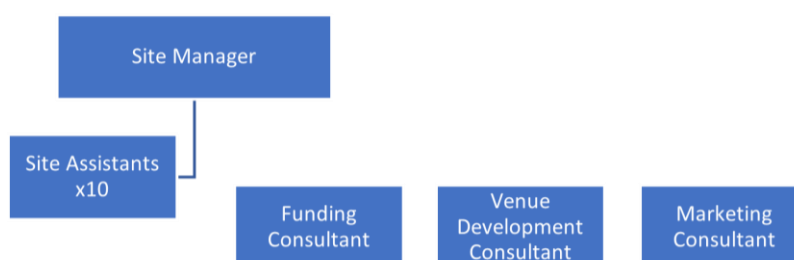 Site Manager
Site Assistants
x10
Funding
Consultant
Venue
Development
Consultant
Marketing
Consultant